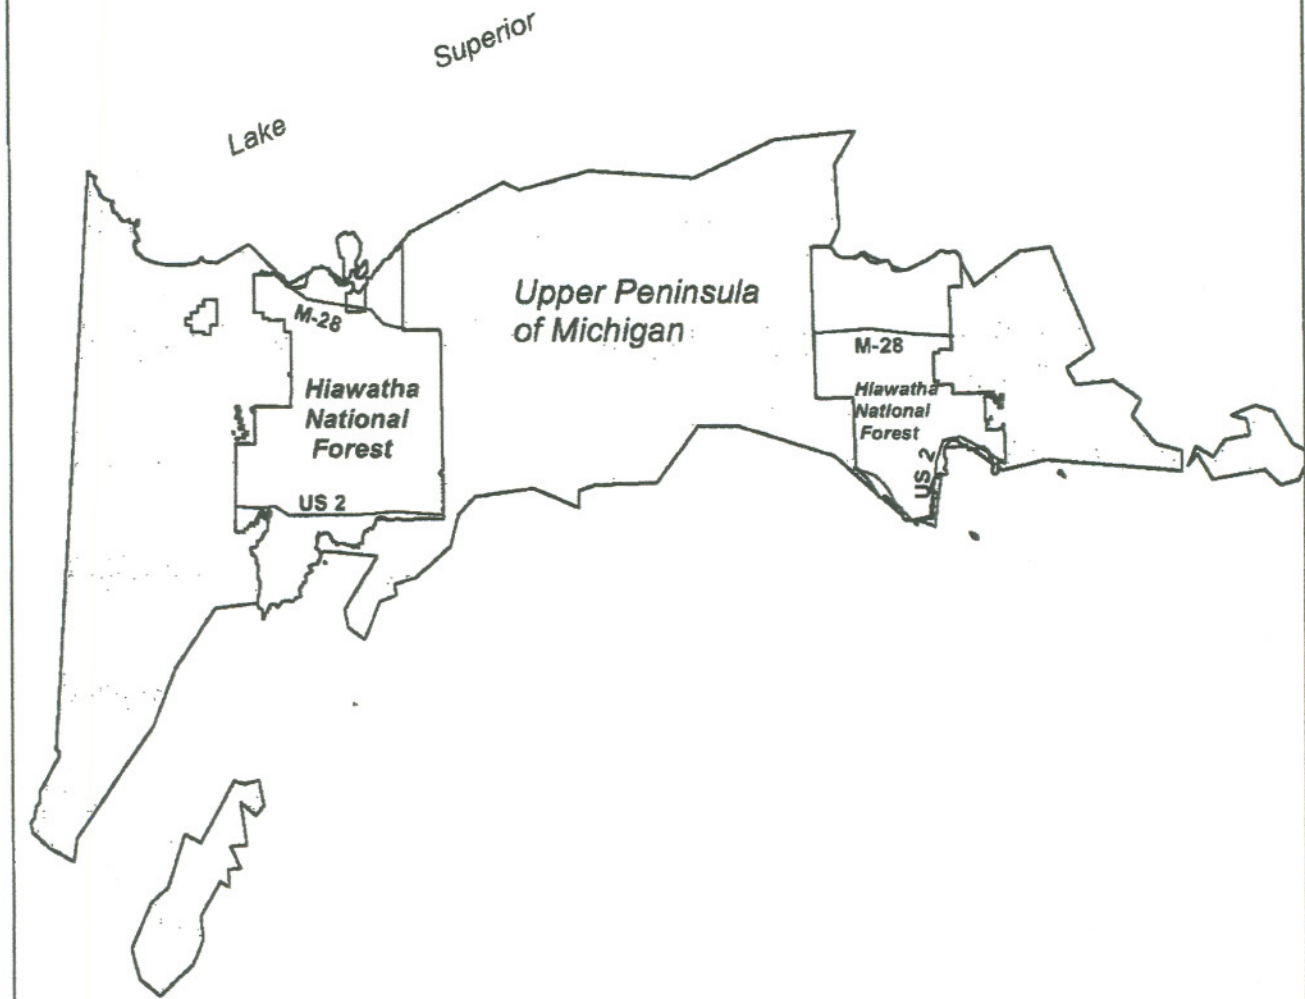 Superior
Lake
Upper Peninsula
of Michigan
M-28
M-28
Hiawatha
National
Forest
Hiawatha
National
Forest
US 2
US 2